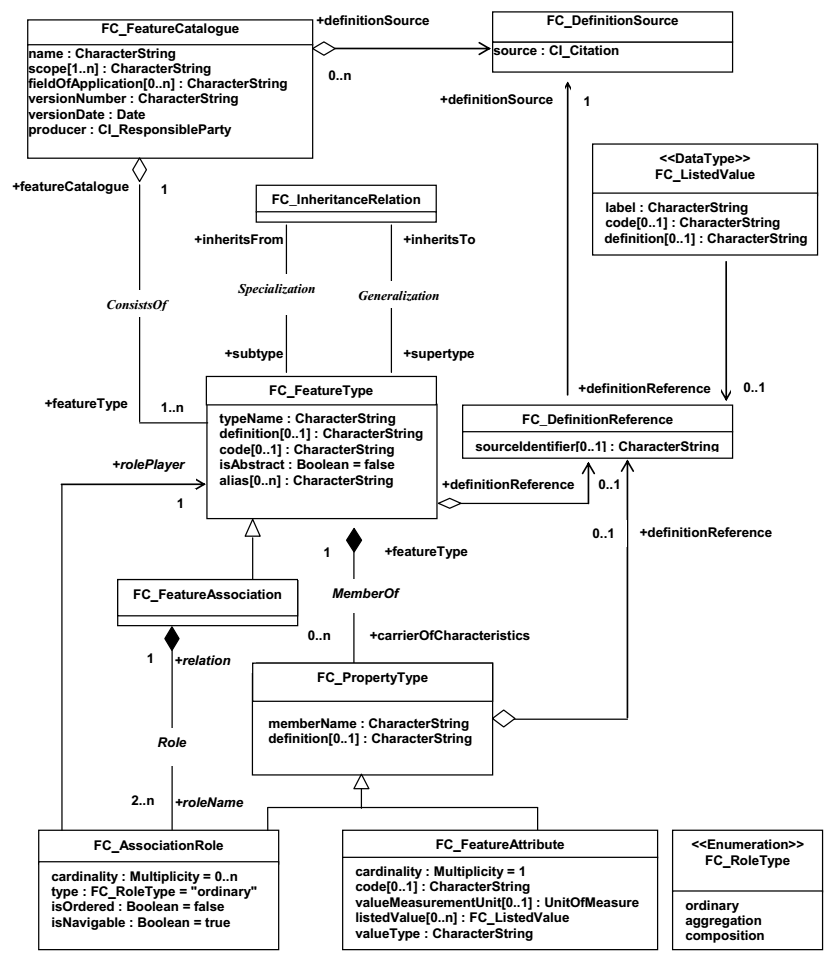 FC_FeatureCatalogue
name : CharacterString
scope[1..n] : CharacterString
fieldOfApplication[0..n] : CharacterString
versionNumber : CharacterString
versionDate : Date
producer : CI_ResponsibleParty
+definitionSource
0..n
FC_DefinitionSource
source : CI_Citation
+definitionSource
1
<<DataType>>
FC_ListedValue
label : CharacterString
code[0..1] : CharacterString
definition[0..1] : CharacterString
+featureCatalogue
1
FC_InheritanceRelation
+inheritsFrom
+inheritsTo
ConsistsOf
Specialization
Generalization
+subtype
+supertype
+featureType
1..n
FC_FeatureType
typeName : CharacterString
definition[0..1] : CharacterString
code[0..1] : CharacterString
isAbstract : Boolean = false
alias[0..n] : CharacterString
+definitionReference
0..1
FC_DefinitionReference
sourceIdentifier[0..1] : CharacterString
+rolePlayer
1
+definitionReference
0..1
0..1
+definitionReference
1
+featureType
FC_FeatureAssociation
MemberOf
0..n
+carrierOfCharacteristics
1
+relation
FC_PropertyType
memberName : CharacterString
definition[0..1] : CharacterString
Role
2..n
+roleName
FC_AssociationRole
cardinality : Multiplicity = 0..n
type : FC_RoleType = "ordinary"
isOrdered : Boolean = false
isNavigable : Boolean = true
FC_FeatureAttribute
cardinality : Multiplicity = 1
code[0..1] : CharacterString
valueMeasurementUnit[0..1] : UnitOfMeasure
listedValue[0..n] : FC_ListedValue
valueType : CharacterString
<<Enumeration>>
FC_RoleType
ordinary
aggregation
composition